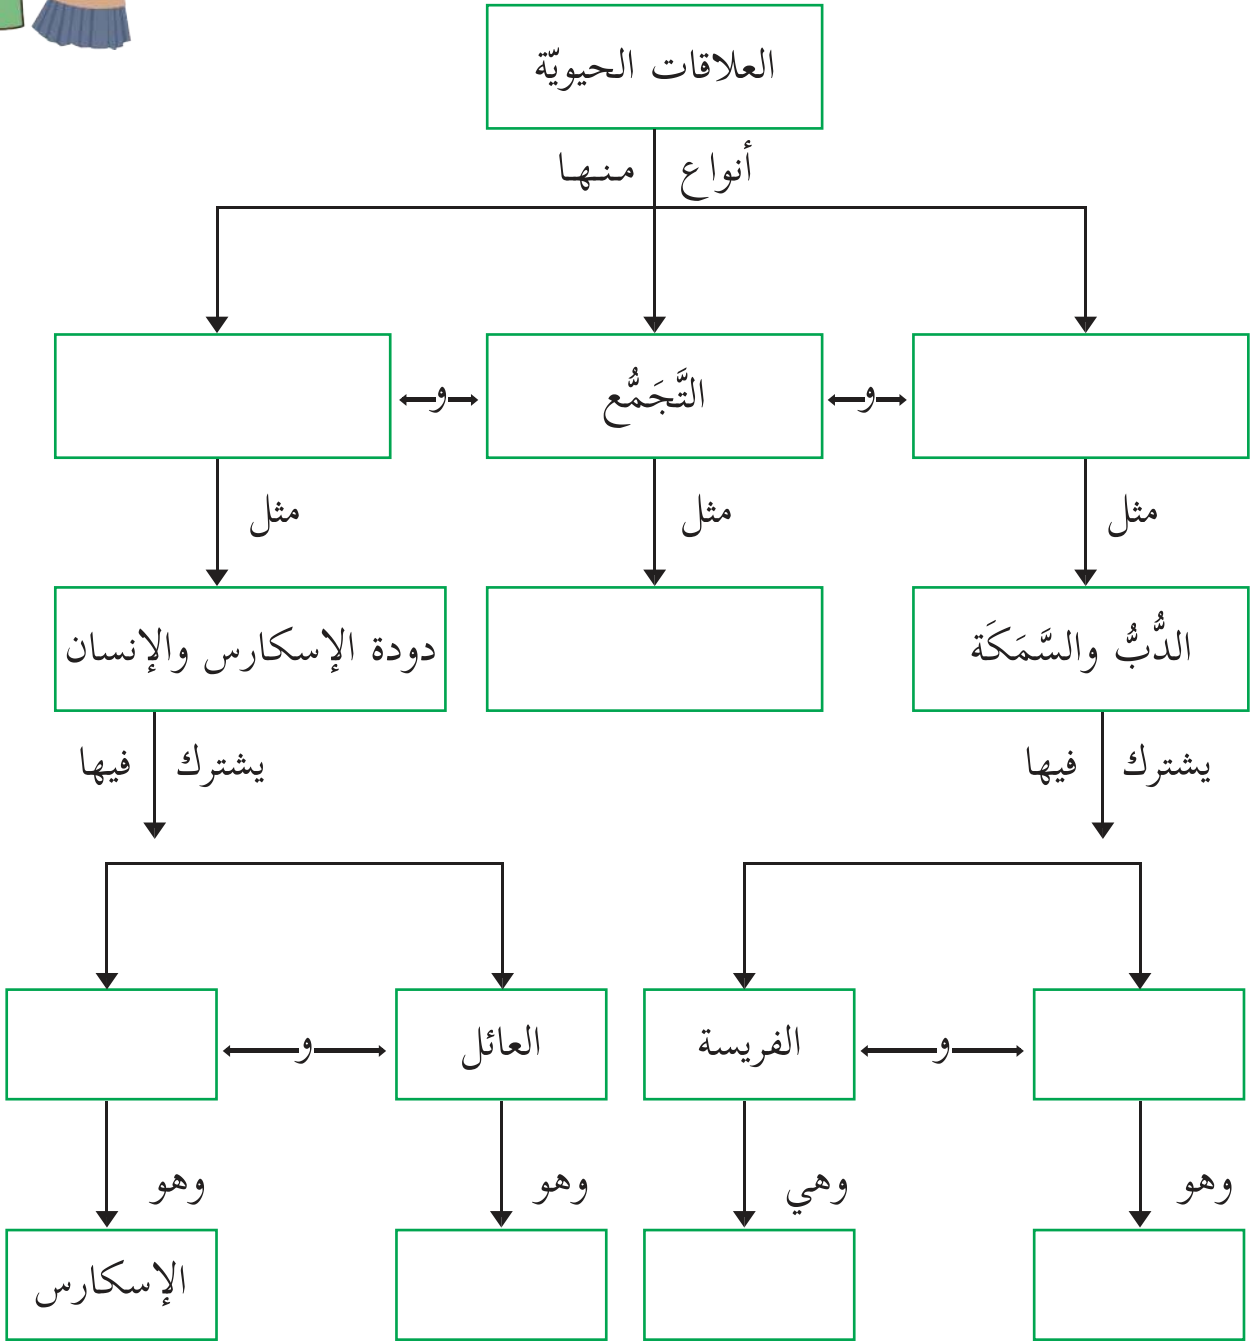 العلاقات الحيويّة
أنواع منها
و
التَّجَمُّع
و
مثل
مثل
مثل
الدُّبُّ والسَّمَكَة
دودة الإسكارس والإنسان
يشترك فيها
يشترك فيها
و
الفريسة
العائل
و
وهو
وهي
وهو
وهو
الإسكارس